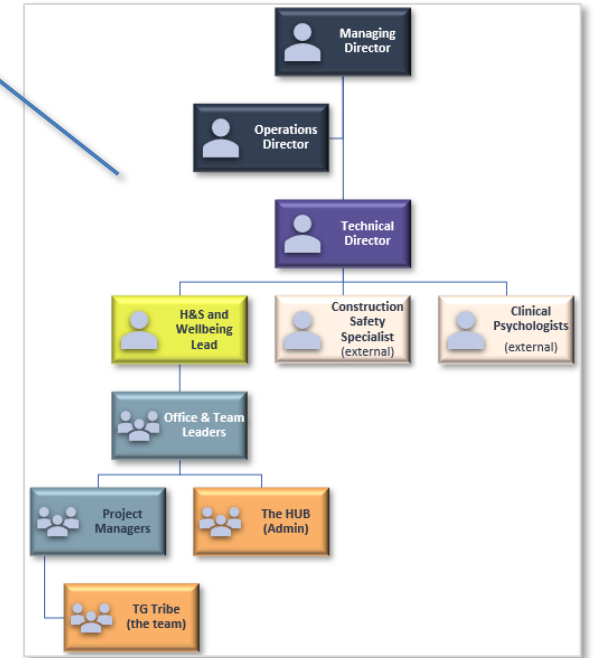 Managing
Director
Operations
Director
Technical
Director
H&S and
Wellbeing
Lead
Construction
Safety
Specialist
(external)
Clinical
Psychologists
(external)
Office & Team
Leaders
Project
Managers
The HUB
(Admin)
TG Tribe
(the team)